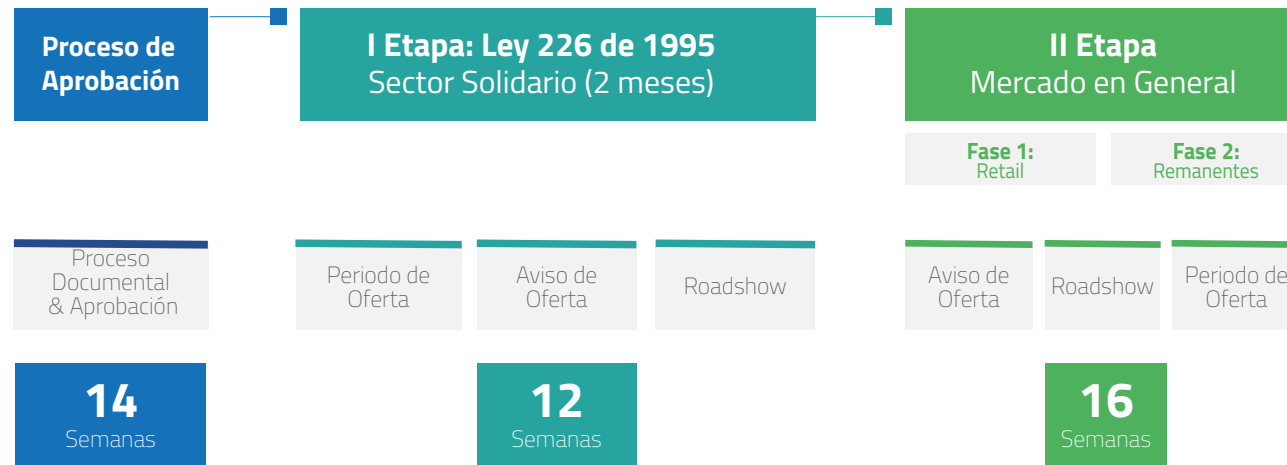 Proceso de
Aprobación
I Etapa: Ley 226 de 1995
Sector Solidario (2 meses)
II Etapa
Mercado en General
Fase 1:
Retail
Fase 2:
Remanentes
Proceso
Documental
& Aprobación
Periodo de
Oferta
Aviso de
Oferta
Roadshow
Aviso de
Oferta
Roadshow
Periodo de
Oferta
14
Semanas
12
Semanas
16
Semanas